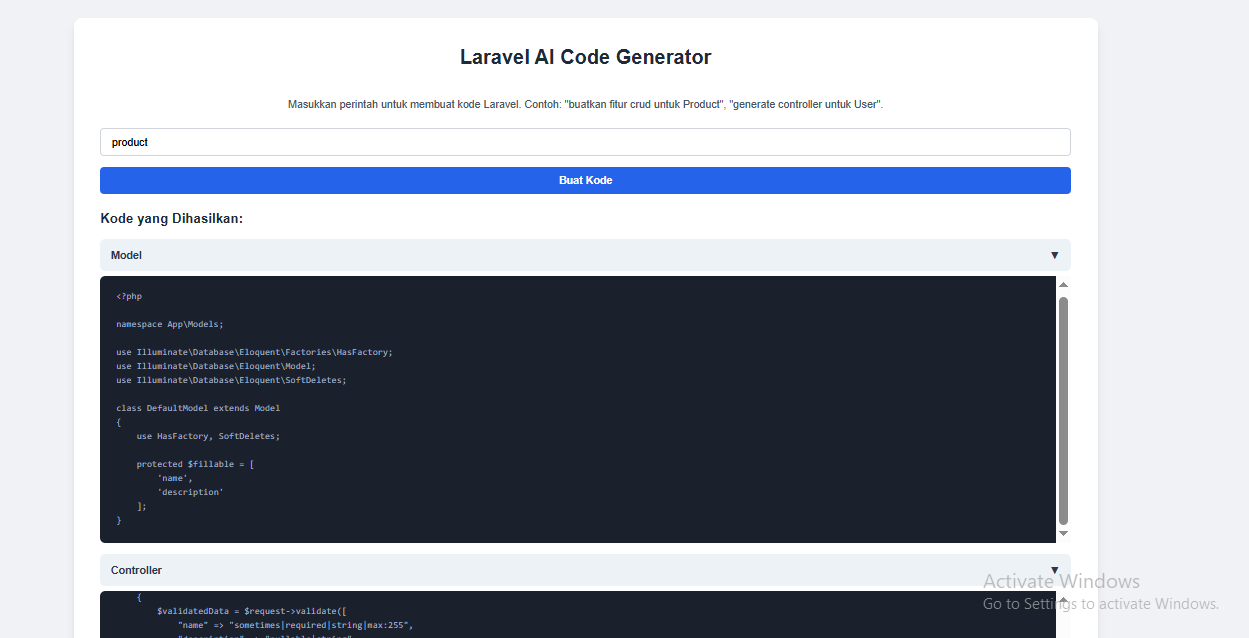 Laravel AI Code Generator
Masukkan perintah untuk membuat kode Laravel. Contoh: "buatkan fitur crud untuk Product", "generate controller untuk User".
product
Buat Kode
Kode yang Dihasilkan:
Model ▼
<?php
namespace App\Models;
use Illuminate\Database\Eloquent\Factories\HasFactory;
use Illuminate\Database\Eloquent\Model;
use Illuminate\Database\Eloquent\SoftDeletes;
class DefaultModel extends Model
{
    use HasFactory, SoftDeletes;
    protected $fillable = [
        'name',
        'description'
    ];
}
Controller ▼
    {
        $validatedData = $request->validate([
            "name" => "sometimes|required|string|max:255",
Activate Windows
Go to Settings to activate Windows.